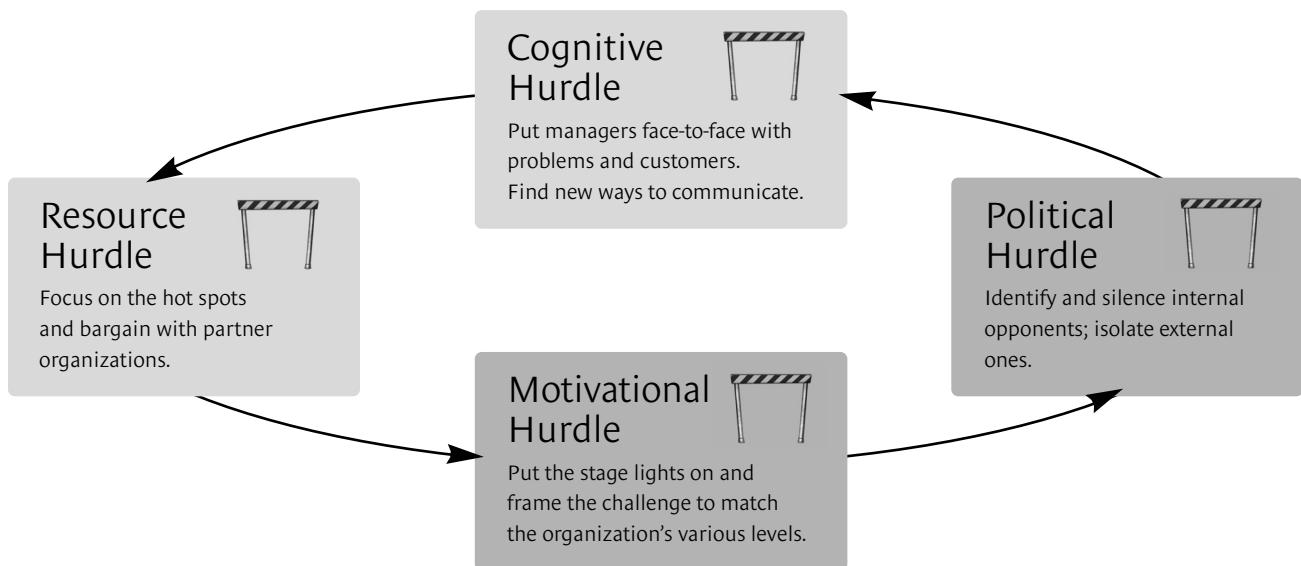 Cognitive
Hurdle
Put managers face-to-face with
problems and customers.
Find new ways to communicate.
Resource
Hurdle
Focus on the hot spots
and bargain with partner
organizations.
Political
Hurdle
Identify and silence internal
opponents; isolate external
ones.
Motivational
Hurdle
Put the stage lights on and
frame the challenge to match
the organization’s various levels.